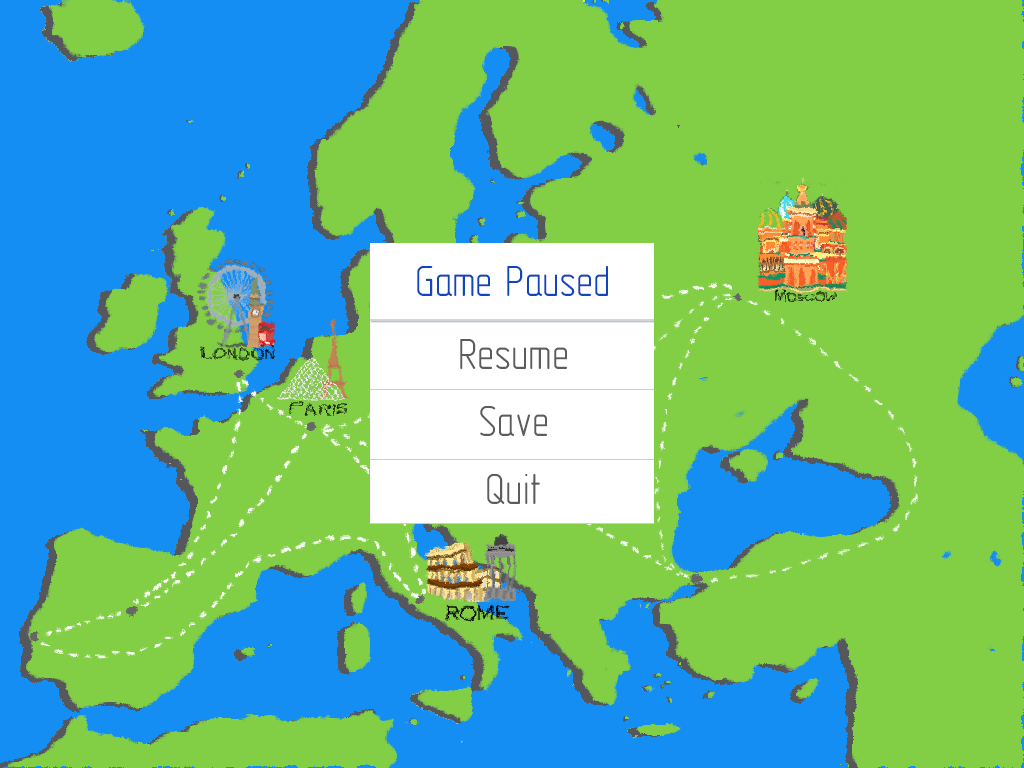 Game Paused
Resume
Save
Quit
MOSCOW
LONDON
PARIS
ROME